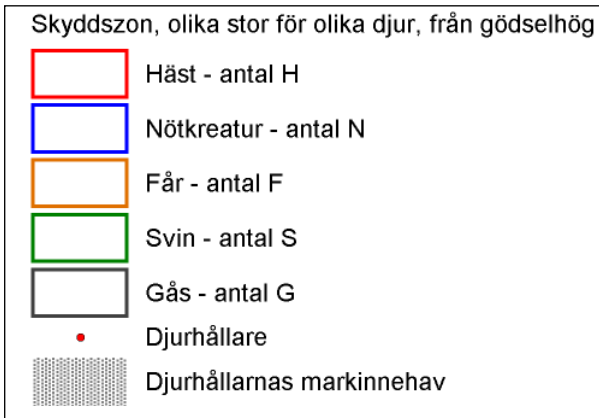 Skyddszon, olika stor för olika djur, från gödselhög
Häst - antal H
Nötkreatur - antal N
Får - antal F
Svin - antal S
Gås - antal G
Djurhållare
Djurhållarnas markinnehav